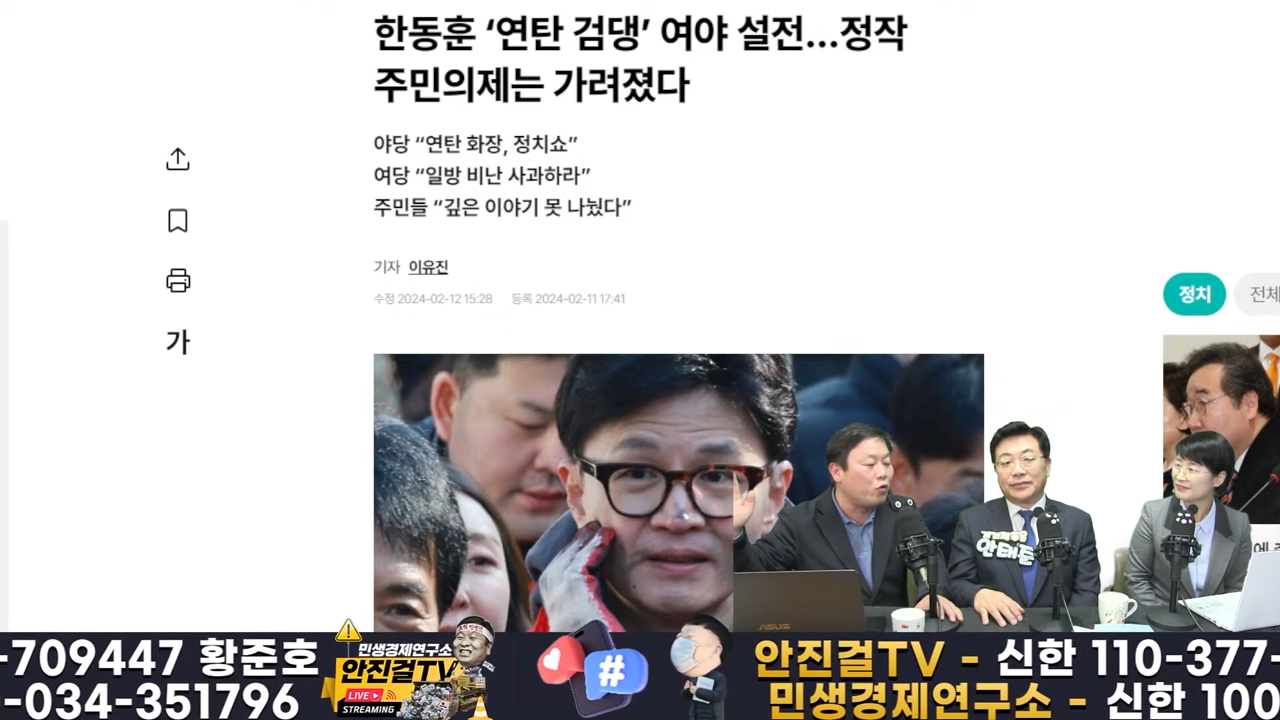 한동훈 ‘연탄 검댕’ 여야 설전…정작
주민의제는 가려졌다
야당 “연탄 화장, 정치쇼”
여당 “일방 비난 사과하라”
주민들 “깊은 이야기 못 나눴다”
기자 이유진
수정 2024-02-12 15:28 등록 2024-02-11 17:41
가
정치
전체
안태준
ASUS
-709447 황준호
-034-351796
민생경제연구소
안진걸TV
LIVE
STREAMING
#
안진걸TV - 신한 110-377-
민생경제연구소 - 신한 100